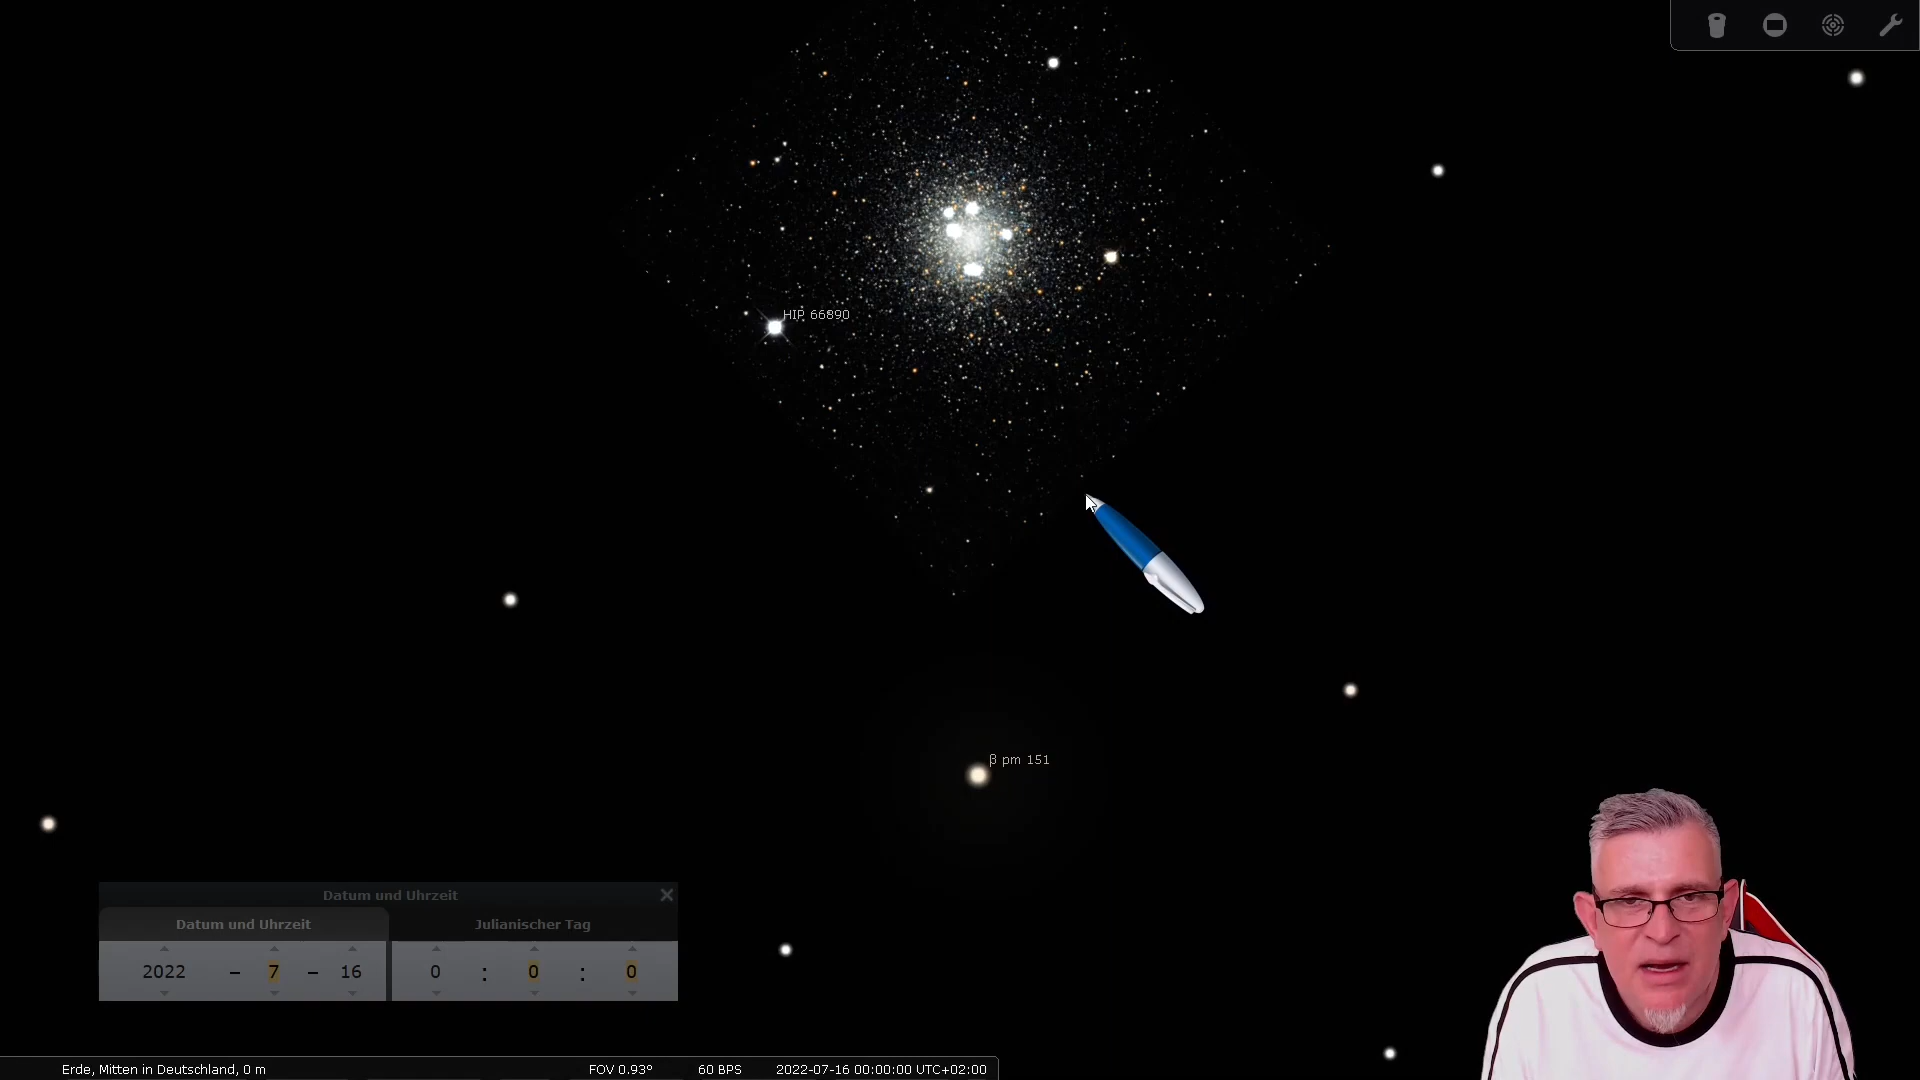 HIP 66890
β pm 151
Datum und Uhrzeit
Datum und Uhrzeit Julianischer Tag
2022 - 7 - 16 0 : 0 : 0
Erde, Mitten in Deutschland, 0 m FOV 0.93° 60 BPS 2022-07-16 00:00:00 UTC+02:00